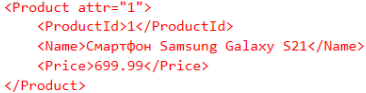 <Product attr="1">
    <ProductId>1</ProductId>
    <Name>Смартфон Samsung Galaxy S21</Name>
    <Price>699.99</Price>
</Product>